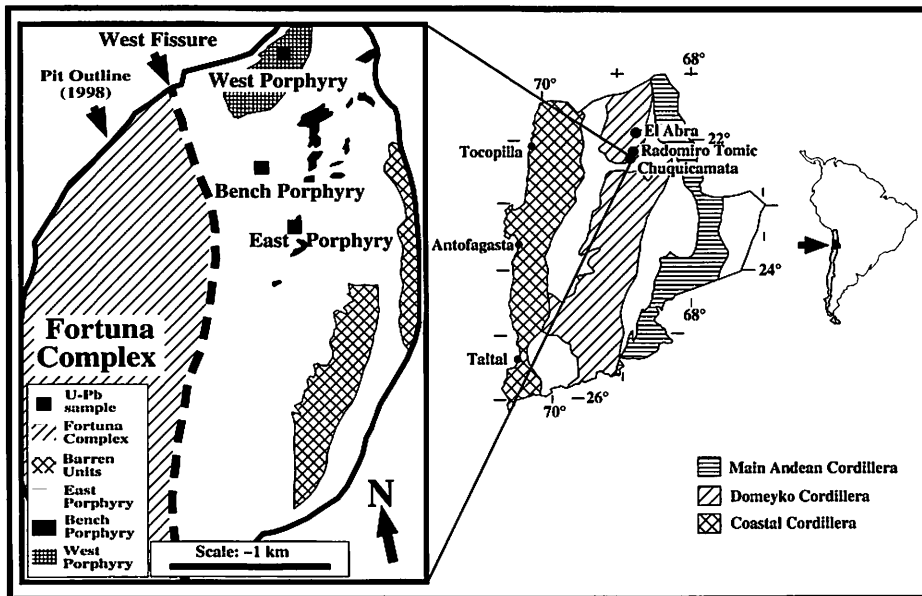 West Fissure
Pit Outline
(1998)
West Porphyry
Bench Porphyry
East Porphyry
Fortuna
Complex
U-Pb
sample
Fortuna
Complex
Barren
Units
East
Porphyry
Bench
Porphyry
West
Porphyry
Scale: ~1 km
N
70°
68°
El Abra
22°
Radomiro Tomic
Chuquicamata
Tocopilla
Antofagasta
24°
68°
Taltal
70°
26°
Main Andean Cordillera
Domeyko Cordillera
Coastal Cordillera